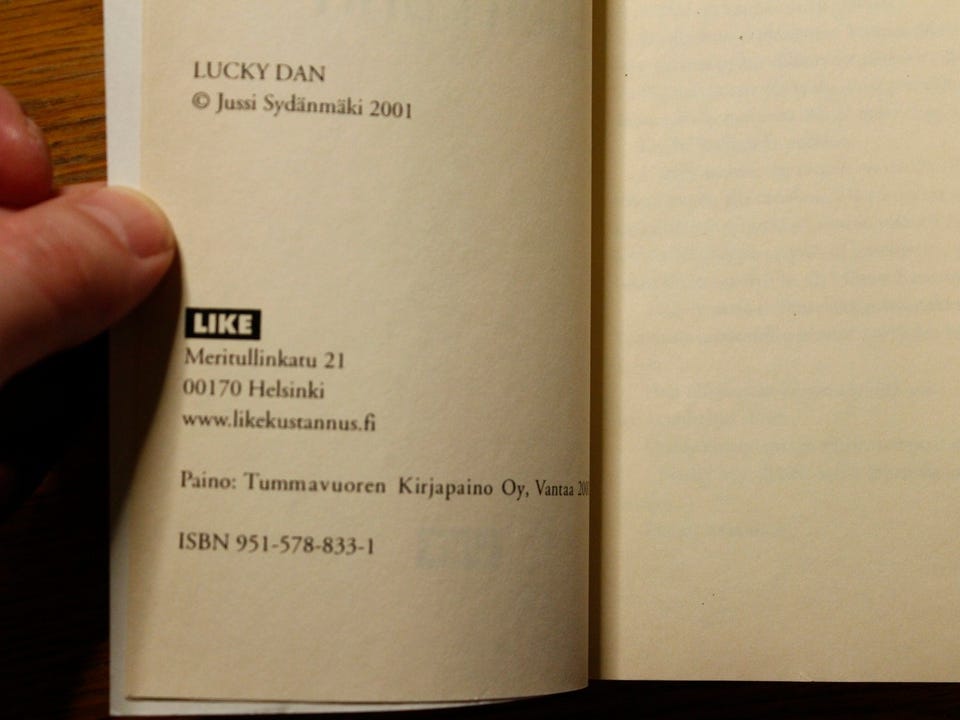 LUCKY DAN
© Jussi Sydänmäki 2001
LIKE
Meritullinkatu 21
00170 Helsinki
www.likekustannus.fi
Paino: Tummavuoren Kirjapaino Oy, Vantaa
ISBN 951-578-833-1